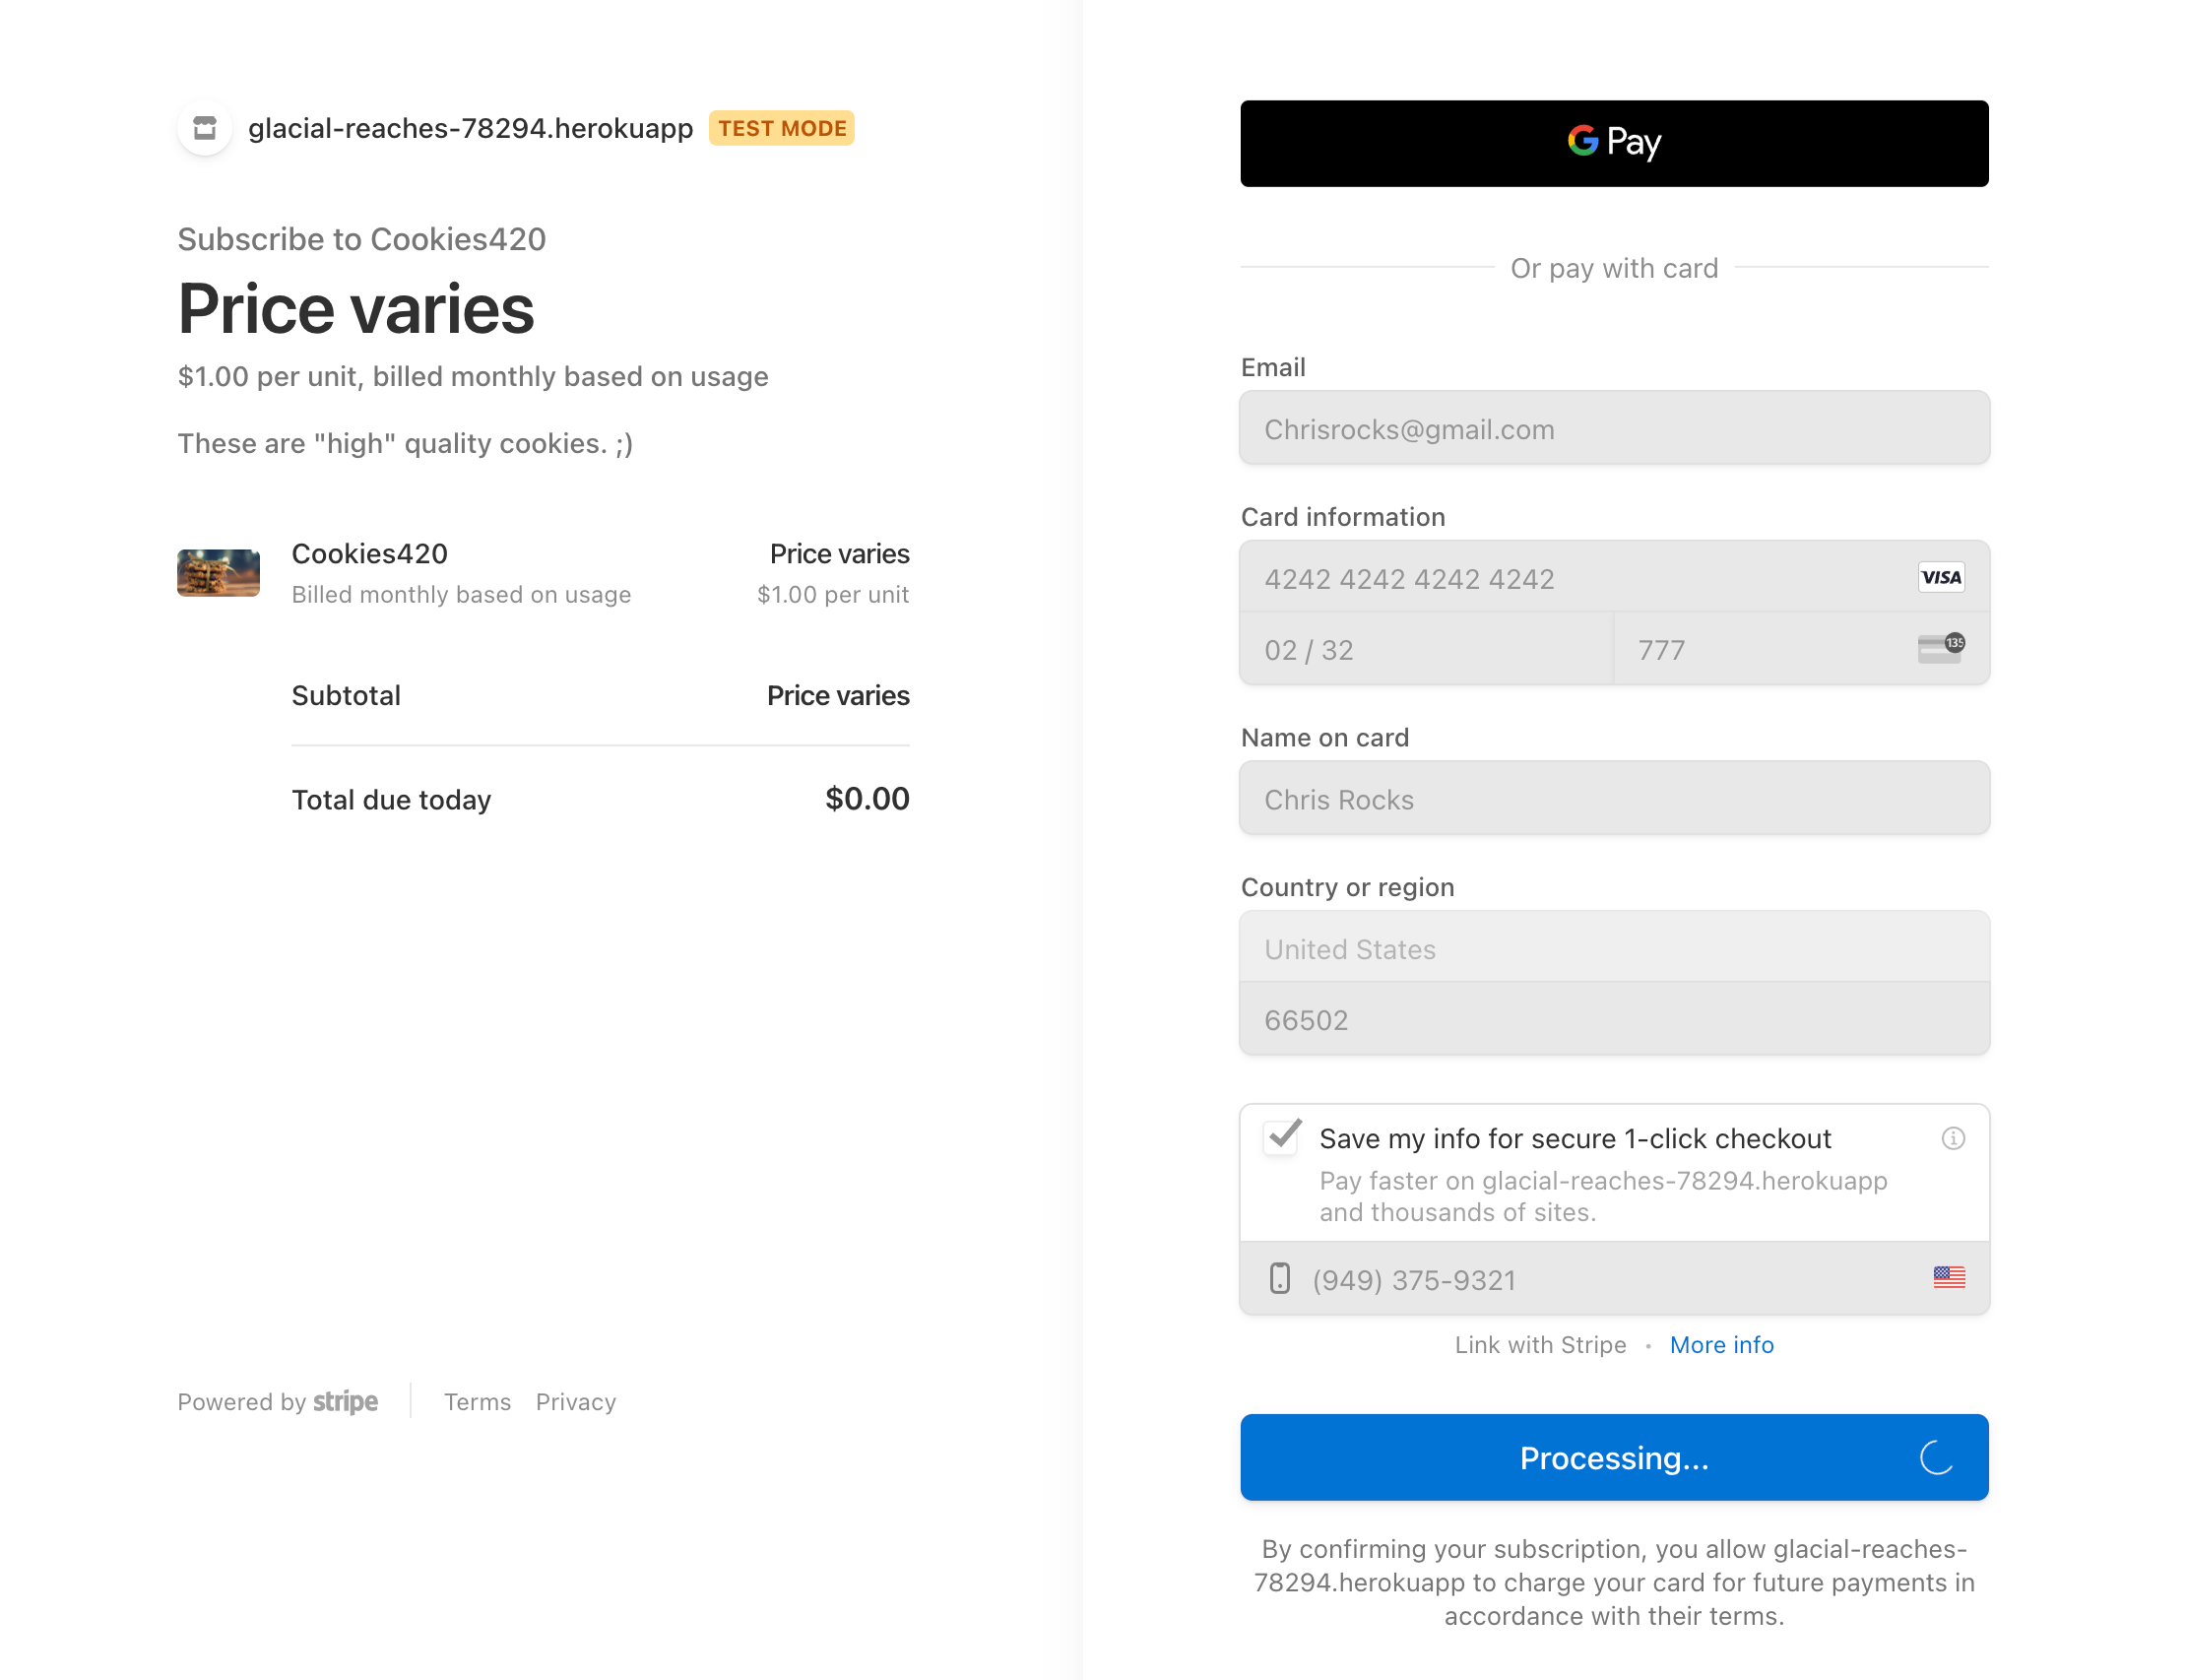 glacial-reaches-78294.herokuapp TEST MODE
Subscribe to Cookies420
Price varies
$1.00 per unit, billed monthly based on usage
These are "high" quality cookies. ;)
Cookies420 Price varies
Billed monthly based on usage $1.00 per unit
Subtotal Price varies
Total due today $0.00
Powered by stripe Terms Privacy
G Pay
Or pay with card
Email
Chrisrocks@gmail.com
Card information
4242 4242 4242 4242 VISA
02 / 32 777 135
Name on card
Chris Rocks
Country or region
United States
66502
Save my info for secure 1-click checkout
Pay faster on glacial-reaches-78294.herokuapp
and thousands of sites.
(949) 375-9321
Link with Stripe • More info
Processing...
By confirming your subscription, you allow glacial-reaches-
78294.herokuapp to charge your card for future payments in
accordance with their terms.